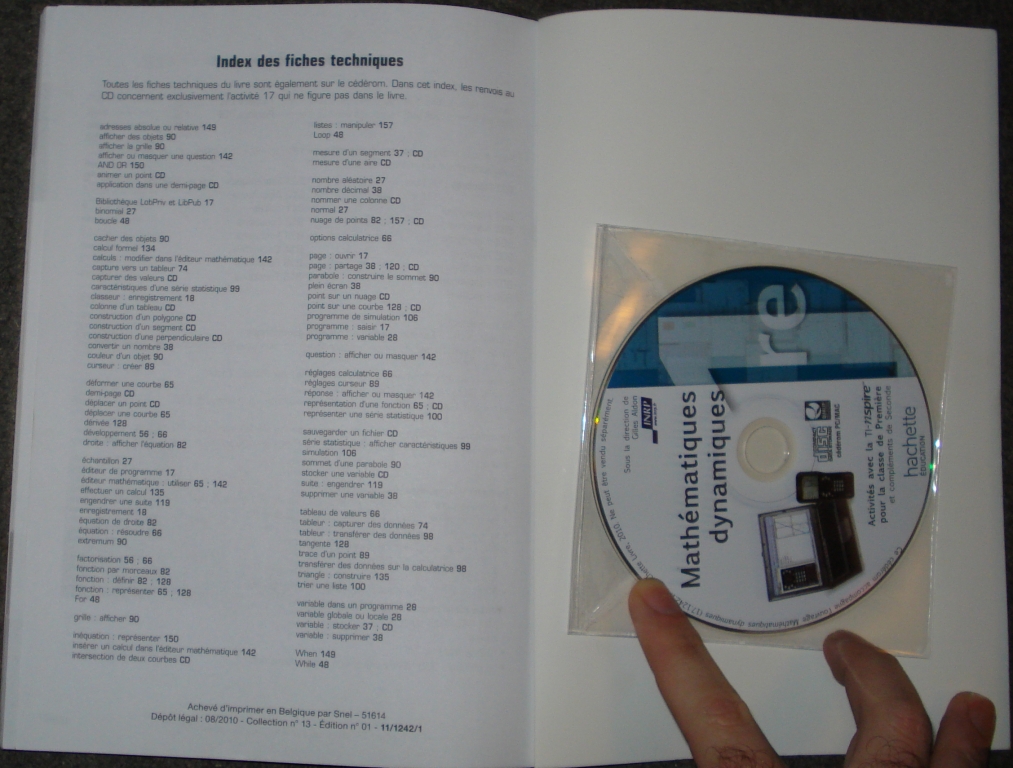 Index des fiches techniques
Toutes les fiches techniques du livre sont également sur le cédérom. Dans cet index, les renvois au
CD concernent exclusivement l'activité 17 qui ne figure pas dans le livre.
adresses absolue ou relative 149
afficher des objets 90
afficher la grille 90
afficher ou masquer une question 142
AND OR 150
animer un point CD
application dans une demi-page CD
Bibliothèque LobPriv et LibPub 17
binomial 27
boucle 48
cacher des objets 90
calcul formel 134
calculs : modifier dans l'éditeur mathématique 142
capture vers un tableur 74
capturer des valeurs CD
caractéristiques d'une série statistique 99
classeur : enregistrement 18
colonne d'un tableau CD
construction d'un polygone CD
construction d'un segment CD
construction d'une perpendiculaire CD
convertir un nombre 38
couleur d'un objet 90
curseur : créer 89
déformer une courbe 65
demi-page CD
déplacer un point CD
déplacer une courbe 65
dérivée 128
développement 56 ; 66
droite : afficher l'équation 82
échantillon 27
éditeur de programme 17
éditeur mathématique : utiliser 65 ; 142
effectuer un calcul 135
engendrer une suite 119
enregistrement 18
équation de droite 82
équation : résoudre 66
extremum 90
factorisation 56 ; 66
fonction par morceaux 82
fonction : définir 82 ; 128
fonction : représenter 65 ; 128
For 48
grille : afficher 90
inéquation : représenter 150
insérer un calcul dans l'éditeur mathématique 142
intersection de deux courbes CD
listes : manipuler 157
Loop 48
mesure d'un segment 37 ; CD
mesure d'une aire CD
nombre aléatoire 27
nombre décimal 38
nommer une colonne CD
normal 27
nuage de points 82 ; 157 ; CD
options calculatrice 66
page : ouvrir 17
page : partage 38 ; 120 ; CD
parabole : construire le sommet 90
plein écran 38
point sur un nuage CD
point sur une courbe 128 ; CD
programme de simulation 106
programme : saisir 17
programme : variable 28
question : afficher ou masquer 142
réglages calculatrice 66
réglages curseur 89
réponse : afficher ou masquer 142
représentation d'une fonction 65 ; CD
représenter une série statistique 100
sauvegarder un fichier CD
série statistique : afficher caractéristiques 99
simulation 106
sommet d'une parabole 90
stocker une variable CD
suite : engendrer 119
supprimer une variable 38
tableau de valeurs 66
tableur : capturer des données 74
tableur : transférer des données 98
tangente 128
trace d'un point 89
transférer des données sur la calculatrice 98
triangle : construire 135
trier une liste 100
variable dans un programme 28
variable globale ou locale 28
variable : stocker 37 ; CD
variable : supprimer 38
When 149
While 48
Achevé d'imprimer en Belgique par Snel – 51614
Dépôt légal : 08/2010 - Collection n° 13 - Édition n° 01 - 11/1242/1
1re
Sous la direction de
Gilles Aldon
INRP
Mathématiques
dynamiques
DISC
cédérom PC/MAC
Activités avec la TI-nspire
pour la classe de Première
et compléments de Seconde
hachette
ÉDUCATION
Livre, 2010. Ne peut être vendu séparément.
Ce cédérom accompagne l'ouvrage Mathématiques dynamiques